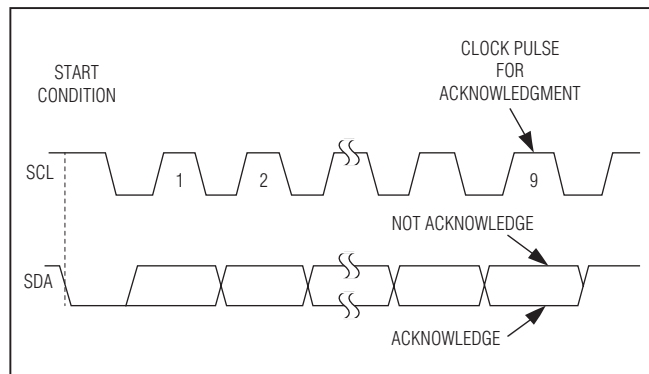 START
CONDITION
CLOCK PULSE
FOR
ACKNOWLEDGMENT
SCL
1
2
9
NOT ACKNOWLEDGE
SDA
ACKNOWLEDGE